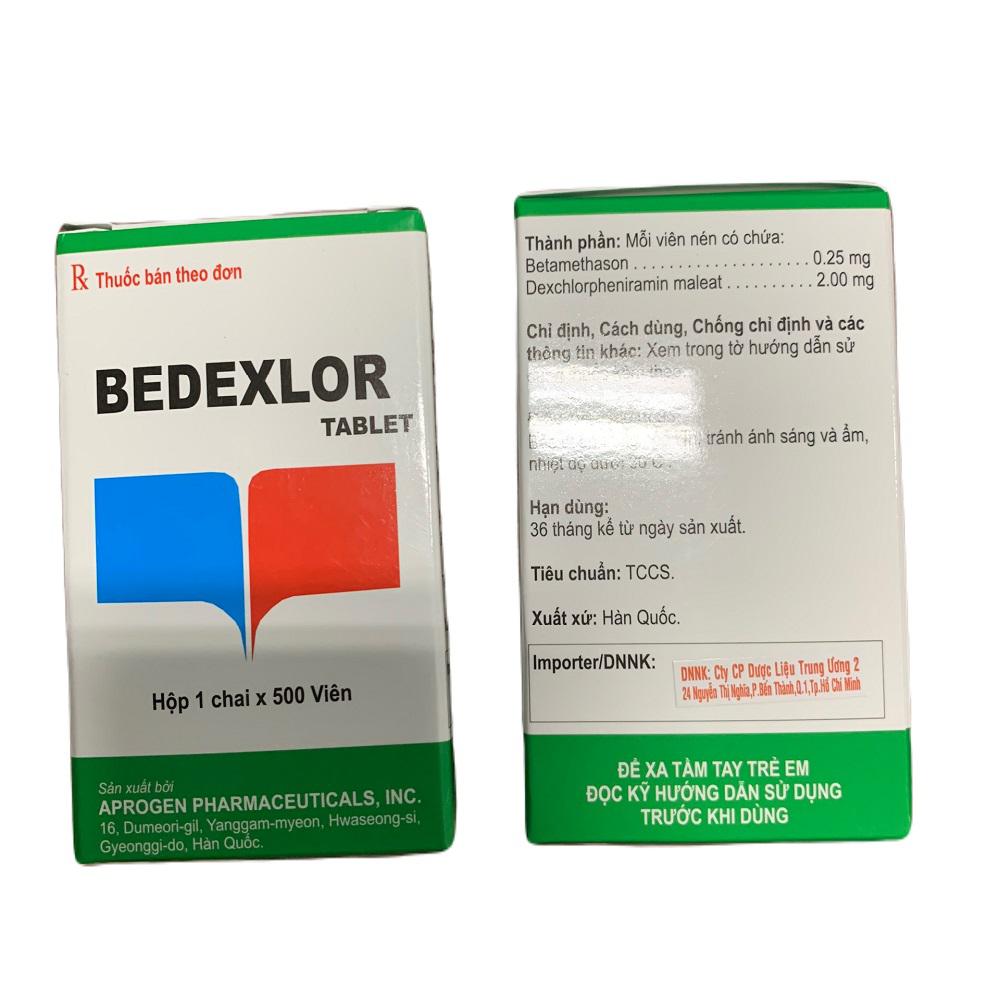 Rx Thuốc bán theo đơn
BEDEXLOR
TABLET
Hộp 1 chai x 500 Viên
Sản xuất bởi
APROGEN PHARMACEUTICALS, INC.
16, Dumeori-gil, Yanggam-myeon, Hwaseong-si,
Gyeonggi-do, Hàn Quốc.
Thành phần: Mỗi viên nén có chứa:
Betamethason . . . . . . . . . . . . . . . . . . . . 0.25 mg
Dexchlorpheniramin maleat . . . . . . . . . . 2.00 mg
Chỉ định, Cách dùng, Chống chỉ định và các
thông tin khác: Xem trong tờ hướng dẫn sử
tránh ánh sáng và ẩm,
nhiệt độ dưới
Hạn dùng:
36 tháng kể từ ngày sản xuất.
Tiêu chuẩn: TCCS.
Xuất xứ: Hàn Quốc.
Importer/DNNK:
DNNK: Cty CP Dược Liệu Trung Ương 2
24 Nguyễn Thị Nghĩa,P.Bến Thành,Q.1,Tp.Hồ Chí Minh
ĐỂ XA TẦM TAY TRẺ EM
ĐỌC KỸ HƯỚNG DẪN SỬ DỤNG
TRƯỚC KHI DÙNG